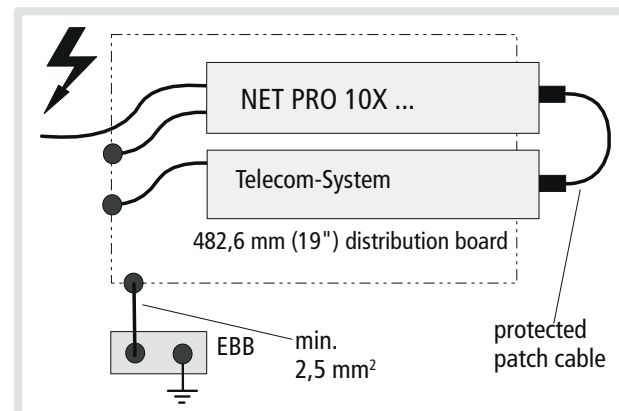 NET PRO 10X ...
Telecom-System
482,6 mm (19") distribution board
EBB
min.
2,5 mm²
protected
patch cable